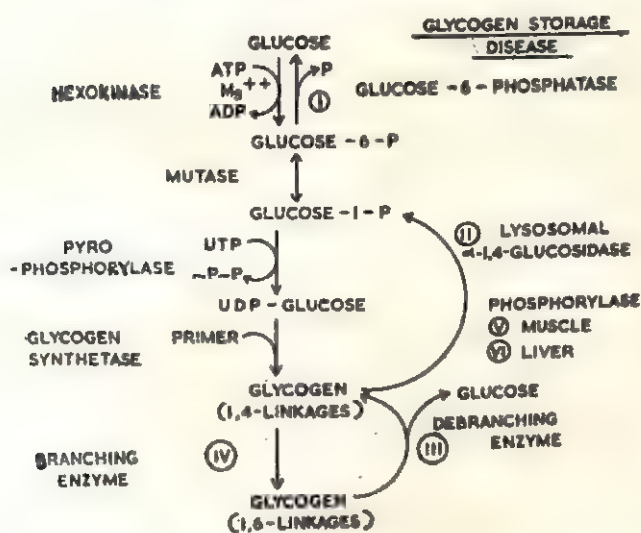 GLYCOGEN STORAGE
DISEASE
GLUCOSE
HEXOKINASE
ATP
Mg++
ADP
P
I
GLUCOSE-6-PHOSPHATASE
GLUCOSE-6-P
MUTASE
GLUCOSE-1-P
PYRO
-PHOSPHORYLASE
UTP
~P-P
II LYSOSOMAL
α-1,4-GLUCOSIDASE
UDP-GLUCOSE
PHOSPHORYLASE
V MUSCLE
VI LIVER
GLYCOGEN
SYNTHETASE
PRIMER
GLYCOGEN
(1,4-LINKAGES)
GLUCOSE
DEBRANCHING
ENZYME
III
BRANCHING
ENZYME
IV
GLYCOGEN
(1,6-LINKAGES)